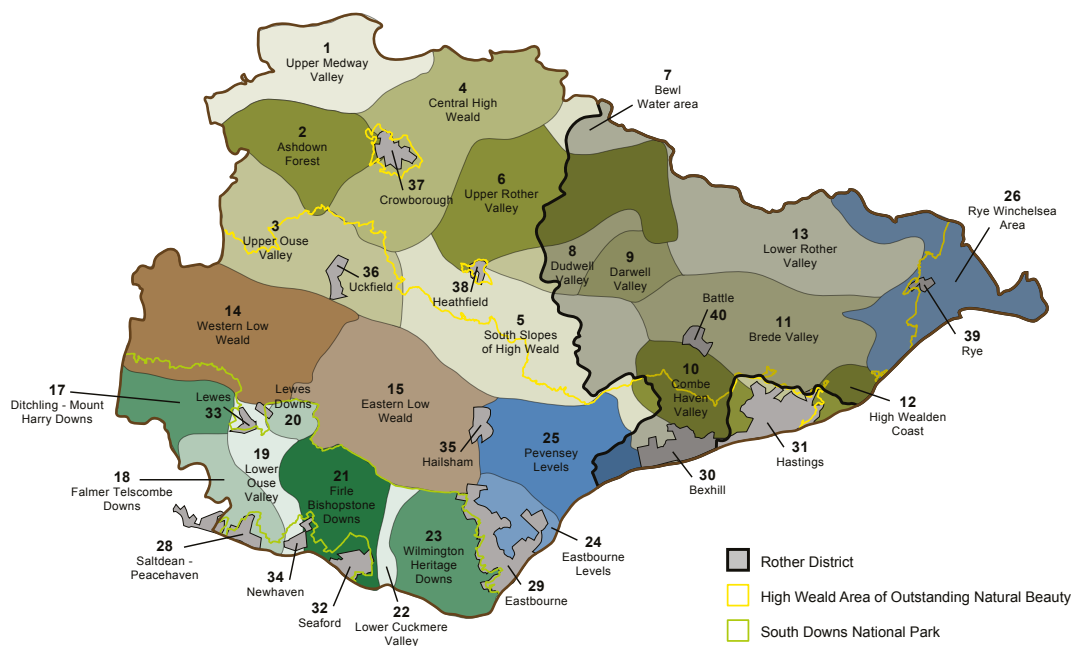 1
Upper Medway
Valley
4
Central High
Weald
7
Bewl
Water area
2
Ashdown
Forest
37
Crowborough
6
Upper Rother
Valley
26
Rye Winchelsea
Area
3
Upper Ouse
Valley
13
Lower Rother
Valley
8
Dudwell
Valley
9
Darwell
Valley
36
Uckfield
38
Heathfield
Battle
40
14
Western Low
Weald
5
South Slopes
of High Weald
11
Brede Valley
39
Rye
17
Ditchling - Mount
Harry Downs
Lewes
33
Lewes
Downs
20
15
Eastern Low
Weald
10
Combe
Haven
Valley
12
High Wealden
Coast
35
Hailsham
25
Pevensey
Levels
31
Hastings
30
Bexhill
19
Lower
Ouse
Valley
18
Falmer Telscombe
Downs
21
Firle
Bishopstone
Downs
23
Wilmington
Heritage
Downs
24
Eastbourne
Levels
28
Saltdean -
Peacehaven
34
Newhaven
32
Seaford
22
Lower Cuckmere
Valley
29
Eastbourne
Rother District
High Weald Area of Outstanding Natural Beauty
South Downs National Park